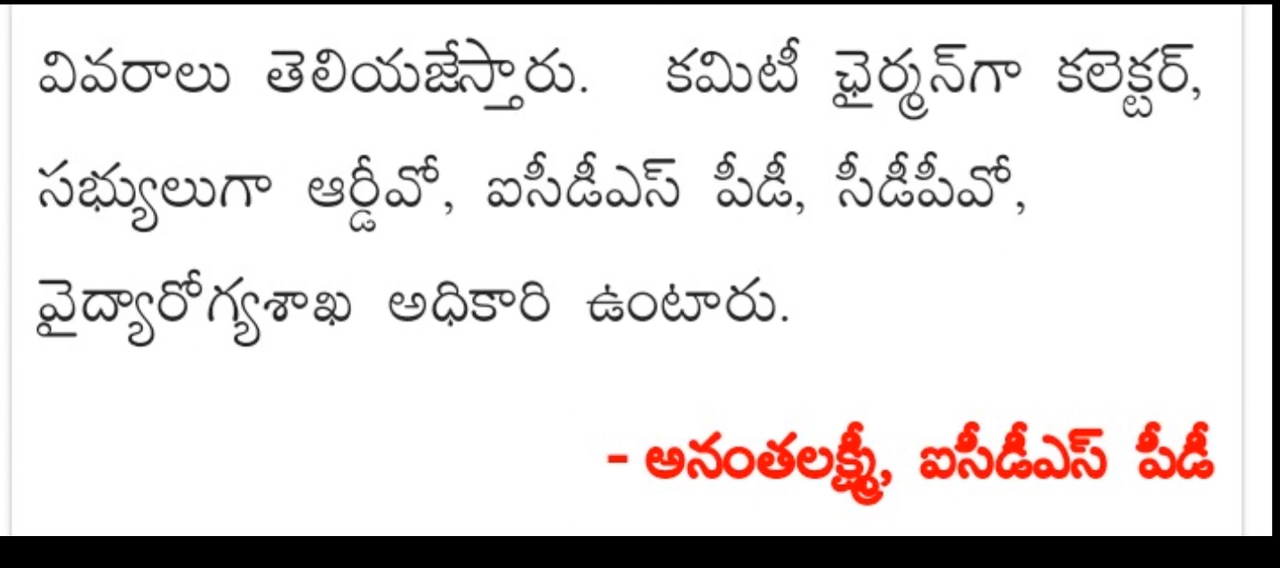 వివరాలు తెలియజేస్తారు. కమిటీ ఛైర్మన్‌గా కలెక్టర్,
సభ్యులుగా ఆర్డీవో, ఐసీడీఎస్ పీడీ, సీడీపీవో,
వైద్యారోగ్యశాఖ అధికారి ఉంటారు.
- అనంతలక్ష్మీ, ఐసీడీఎస్ పీడీ